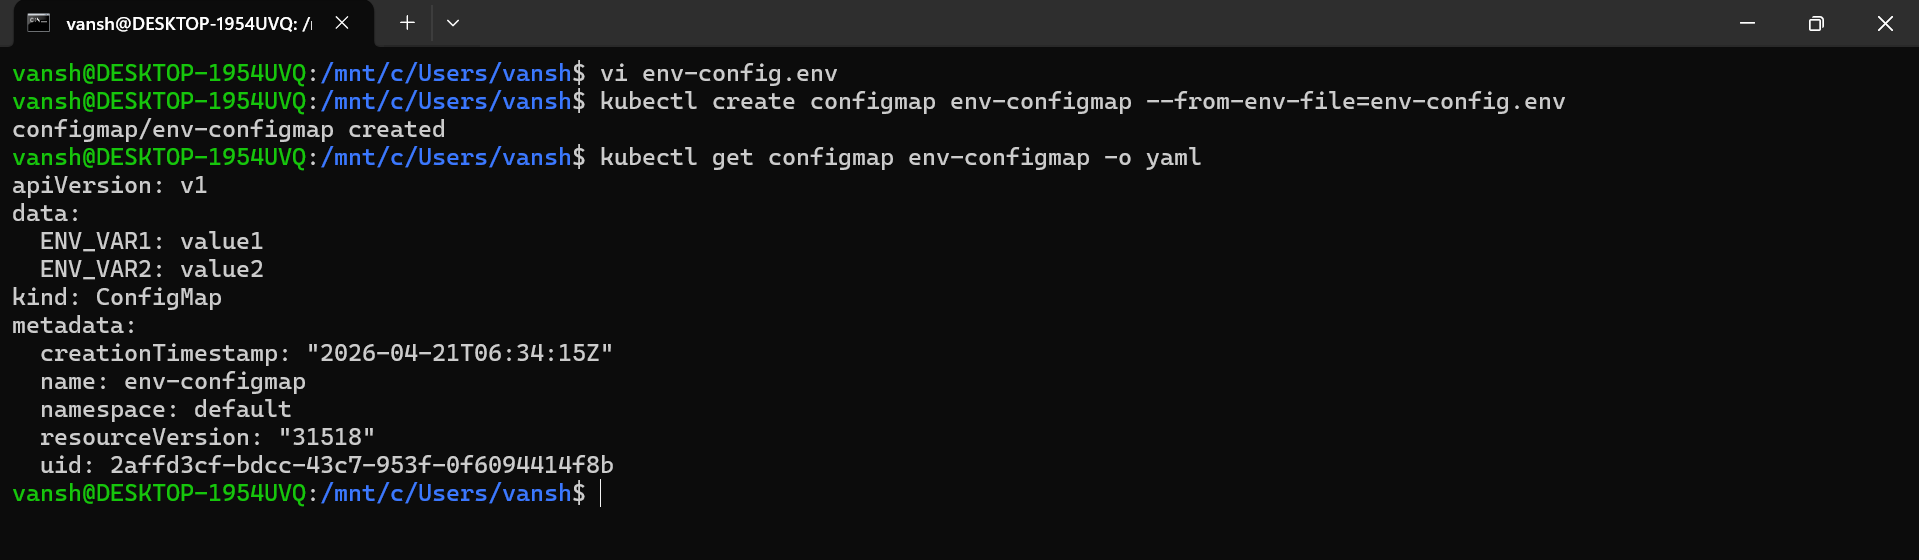 vansh@DESKTOP-1954UVQ: /
vansh@DESKTOP-1954UVQ:/mnt/c/Users/vansh$ vi env-config.env
vansh@DESKTOP-1954UVQ:/mnt/c/Users/vansh$ kubectl create configmap env-configmap --from-env-file=env-config.env
configmap/env-configmap created
vansh@DESKTOP-1954UVQ:/mnt/c/Users/vansh$ kubectl get configmap env-configmap -o yaml
apiVersion: v1
data:
  ENV_VAR1: value1
  ENV_VAR2: value2
kind: ConfigMap
metadata:
  creationTimestamp: "2026-04-21T06:34:15Z"
  name: env-configmap
  namespace: default
  resourceVersion: "31518"
  uid: 2affd3cf-bdcc-43c7-953f-0f6094414f8b
vansh@DESKTOP-1954UVQ:/mnt/c/Users/vansh$